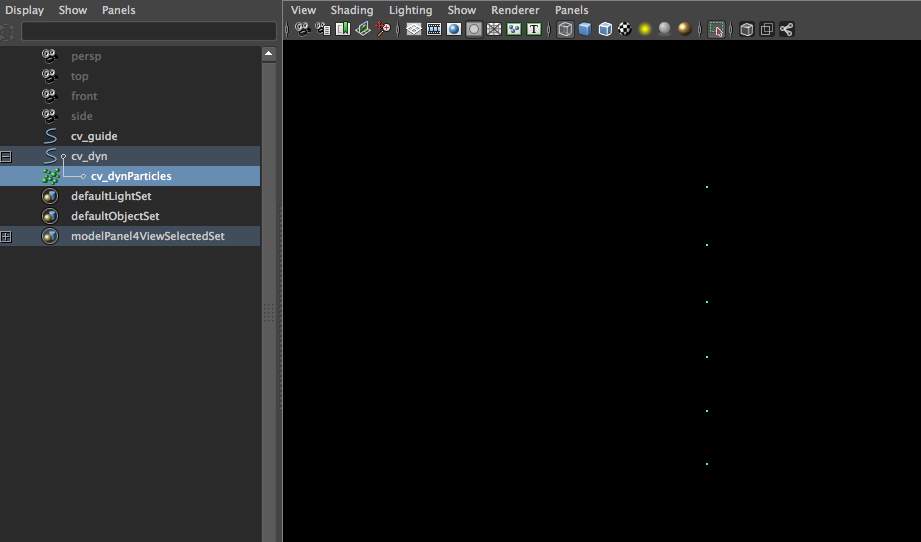 Display Show Panels
View Shading Lighting Show Renderer Panels
T
persp
top
front
side
cv_guide
cv_dyn
cv_dynParticles
defaultLightSet
defaultObjectSet
modelPanel4ViewSelectedSet